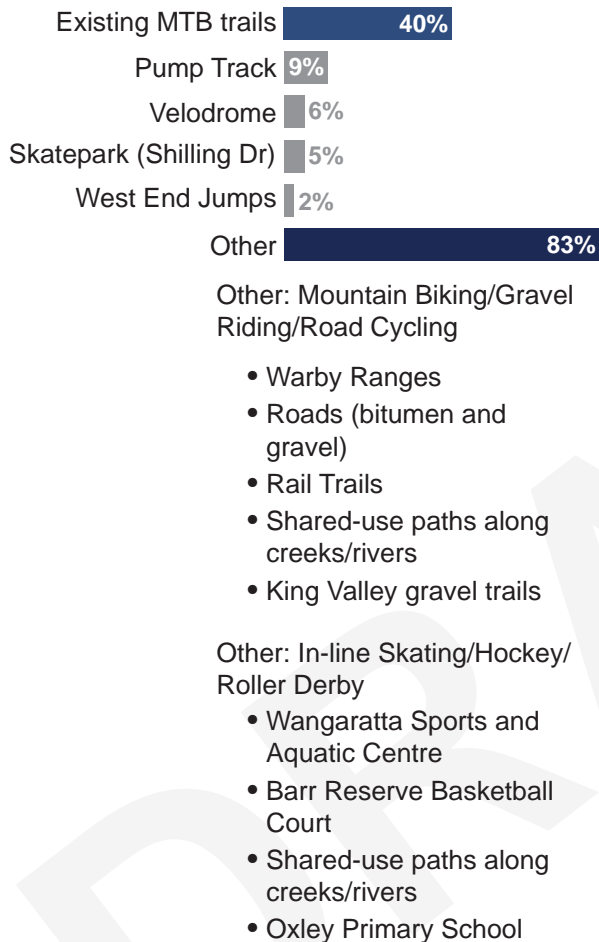 Existing MTB trails 40%
Pump Track 9%
Velodrome 6%
Skatepark (Shilling Dr) 5%
West End Jumps 2%
Other 83%
Other: Mountain Biking/Gravel
Riding/Road Cycling
• Warby Ranges
• Roads (bitumen and
gravel)
• Rail Trails
• Shared-use paths along
creeks/rivers
• King Valley gravel trails
Other: In-line Skating/Hockey/
Roller Derby
• Wangaratta Sports and
Aquatic Centre
• Barr Reserve Basketball
Court
• Shared-use paths along
creeks/rivers
• Oxley Primary School